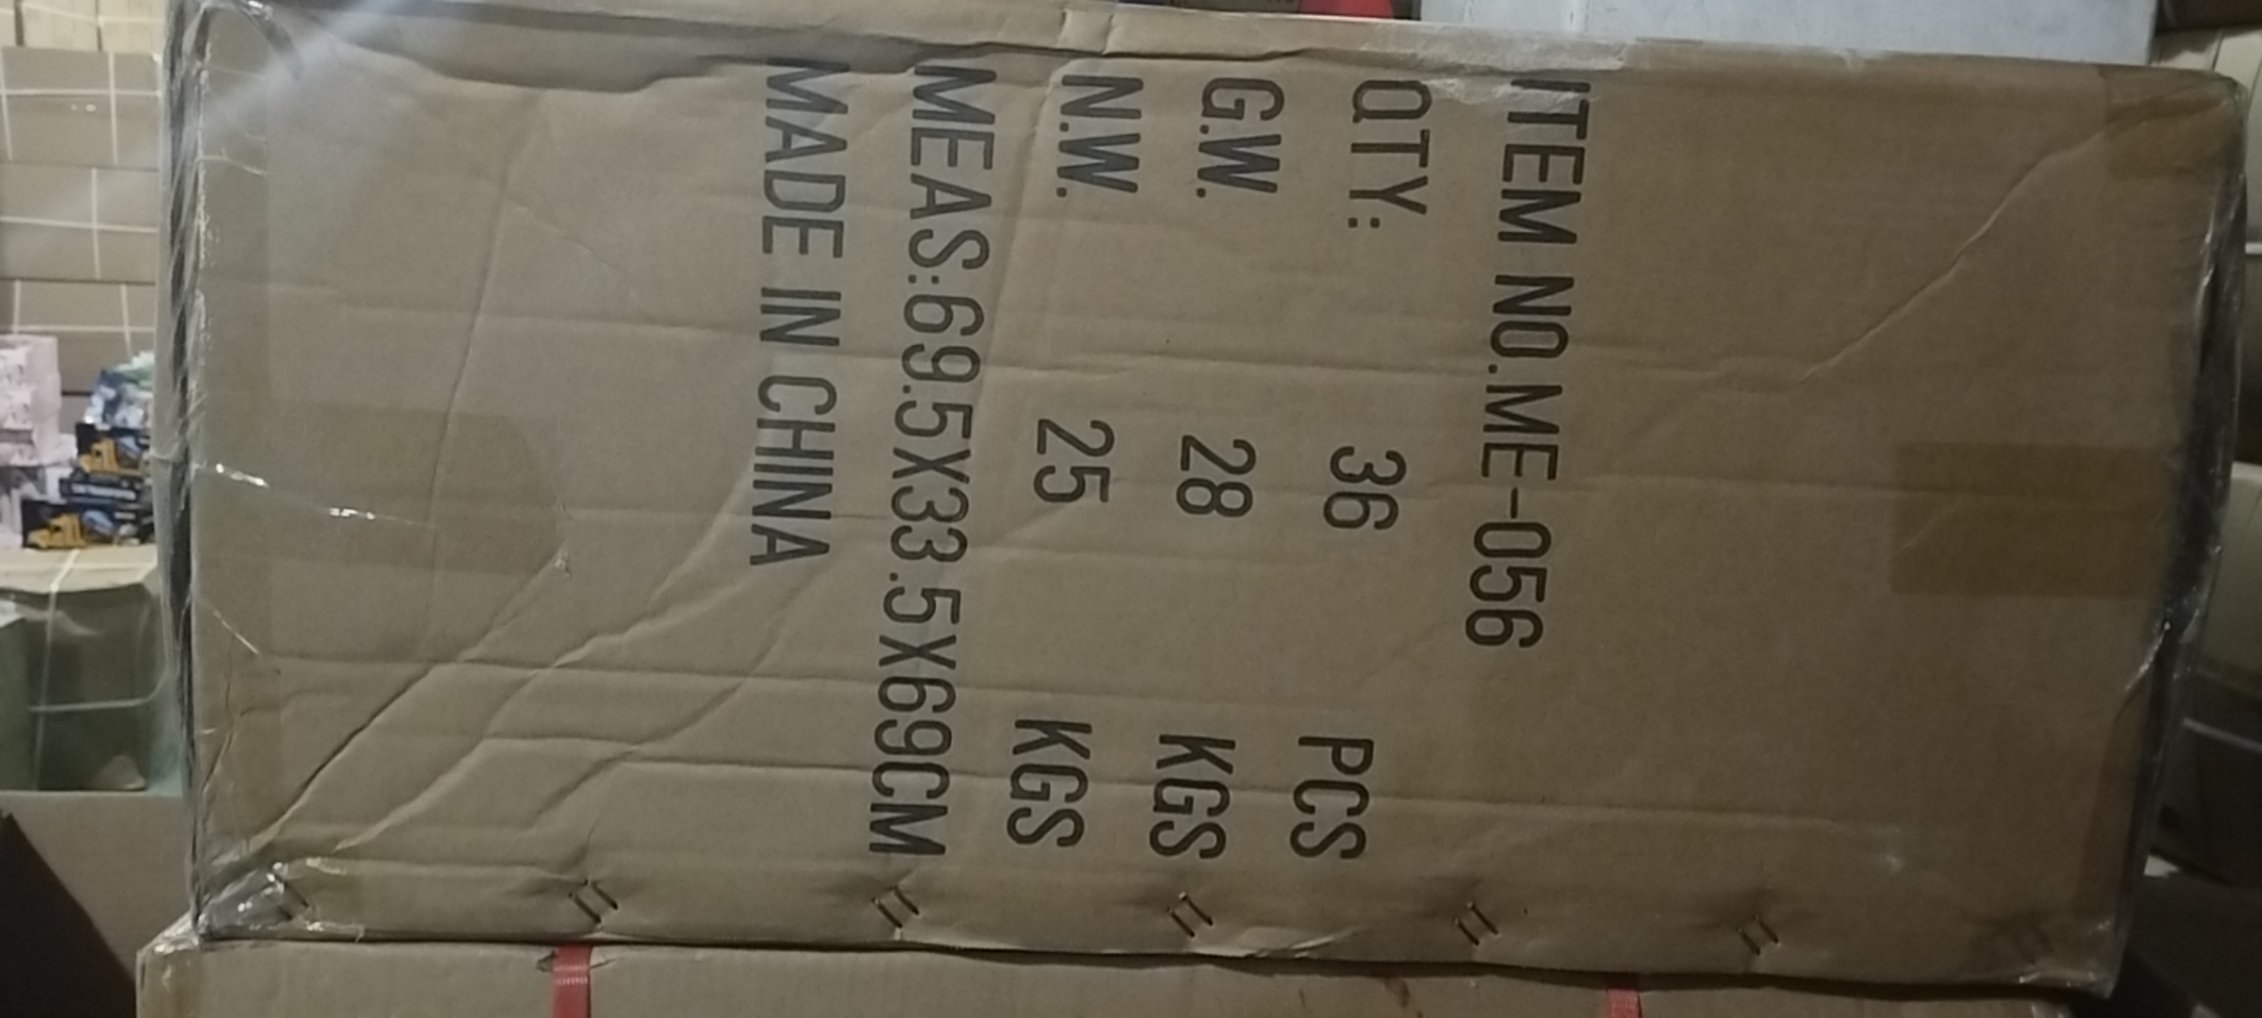 ITEM NO.ME-056
QTY: 36 PCS
G.W. 28 KGS
N.W. 25 KGS
MEAS:69.5X33.5X69CM
MADE IN CHINA